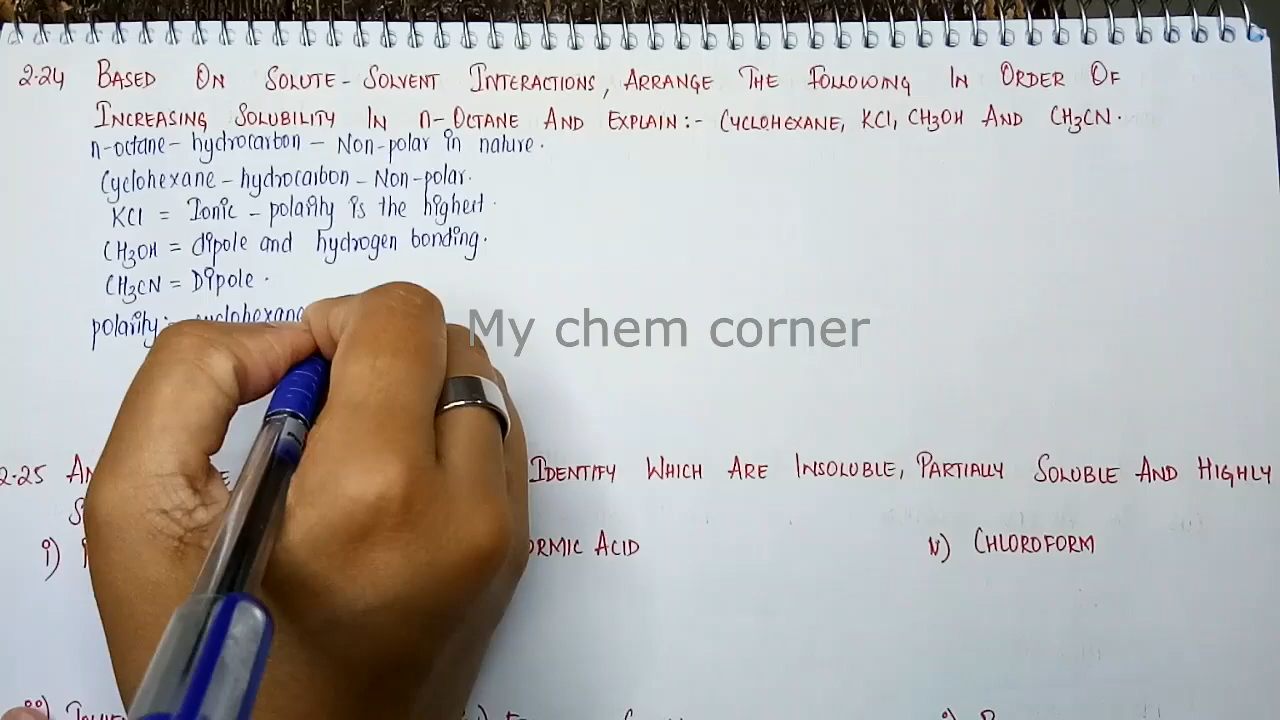 2.24 BASED ON SOLUTE-SOLVENT INTERACTIONS, ARRANGE THE FOLLOWING IN ORDER OF
INCREASING SOLUBILITY IN n-OCTANE AND EXPLAIN:- CYCLOHEXANE, KCl, CH3OH AND CH3CN.
n-octane - hydrocarbon - Non-polar in nature.
Cyclohexane - hydrocarbon - Non-polar.
KCl = Ionic - polarity is the highest.
CH3OH = dipole and hydrogen bonding.
CH3CN = Dipole.
polarity:- cyclohexane
My chem corner
2.25 IDENTIFY WHICH ARE INSOLUBLE, PARTIALLY SOLUBLE AND HIGHLY
i) ACID v) CHLOROFORM